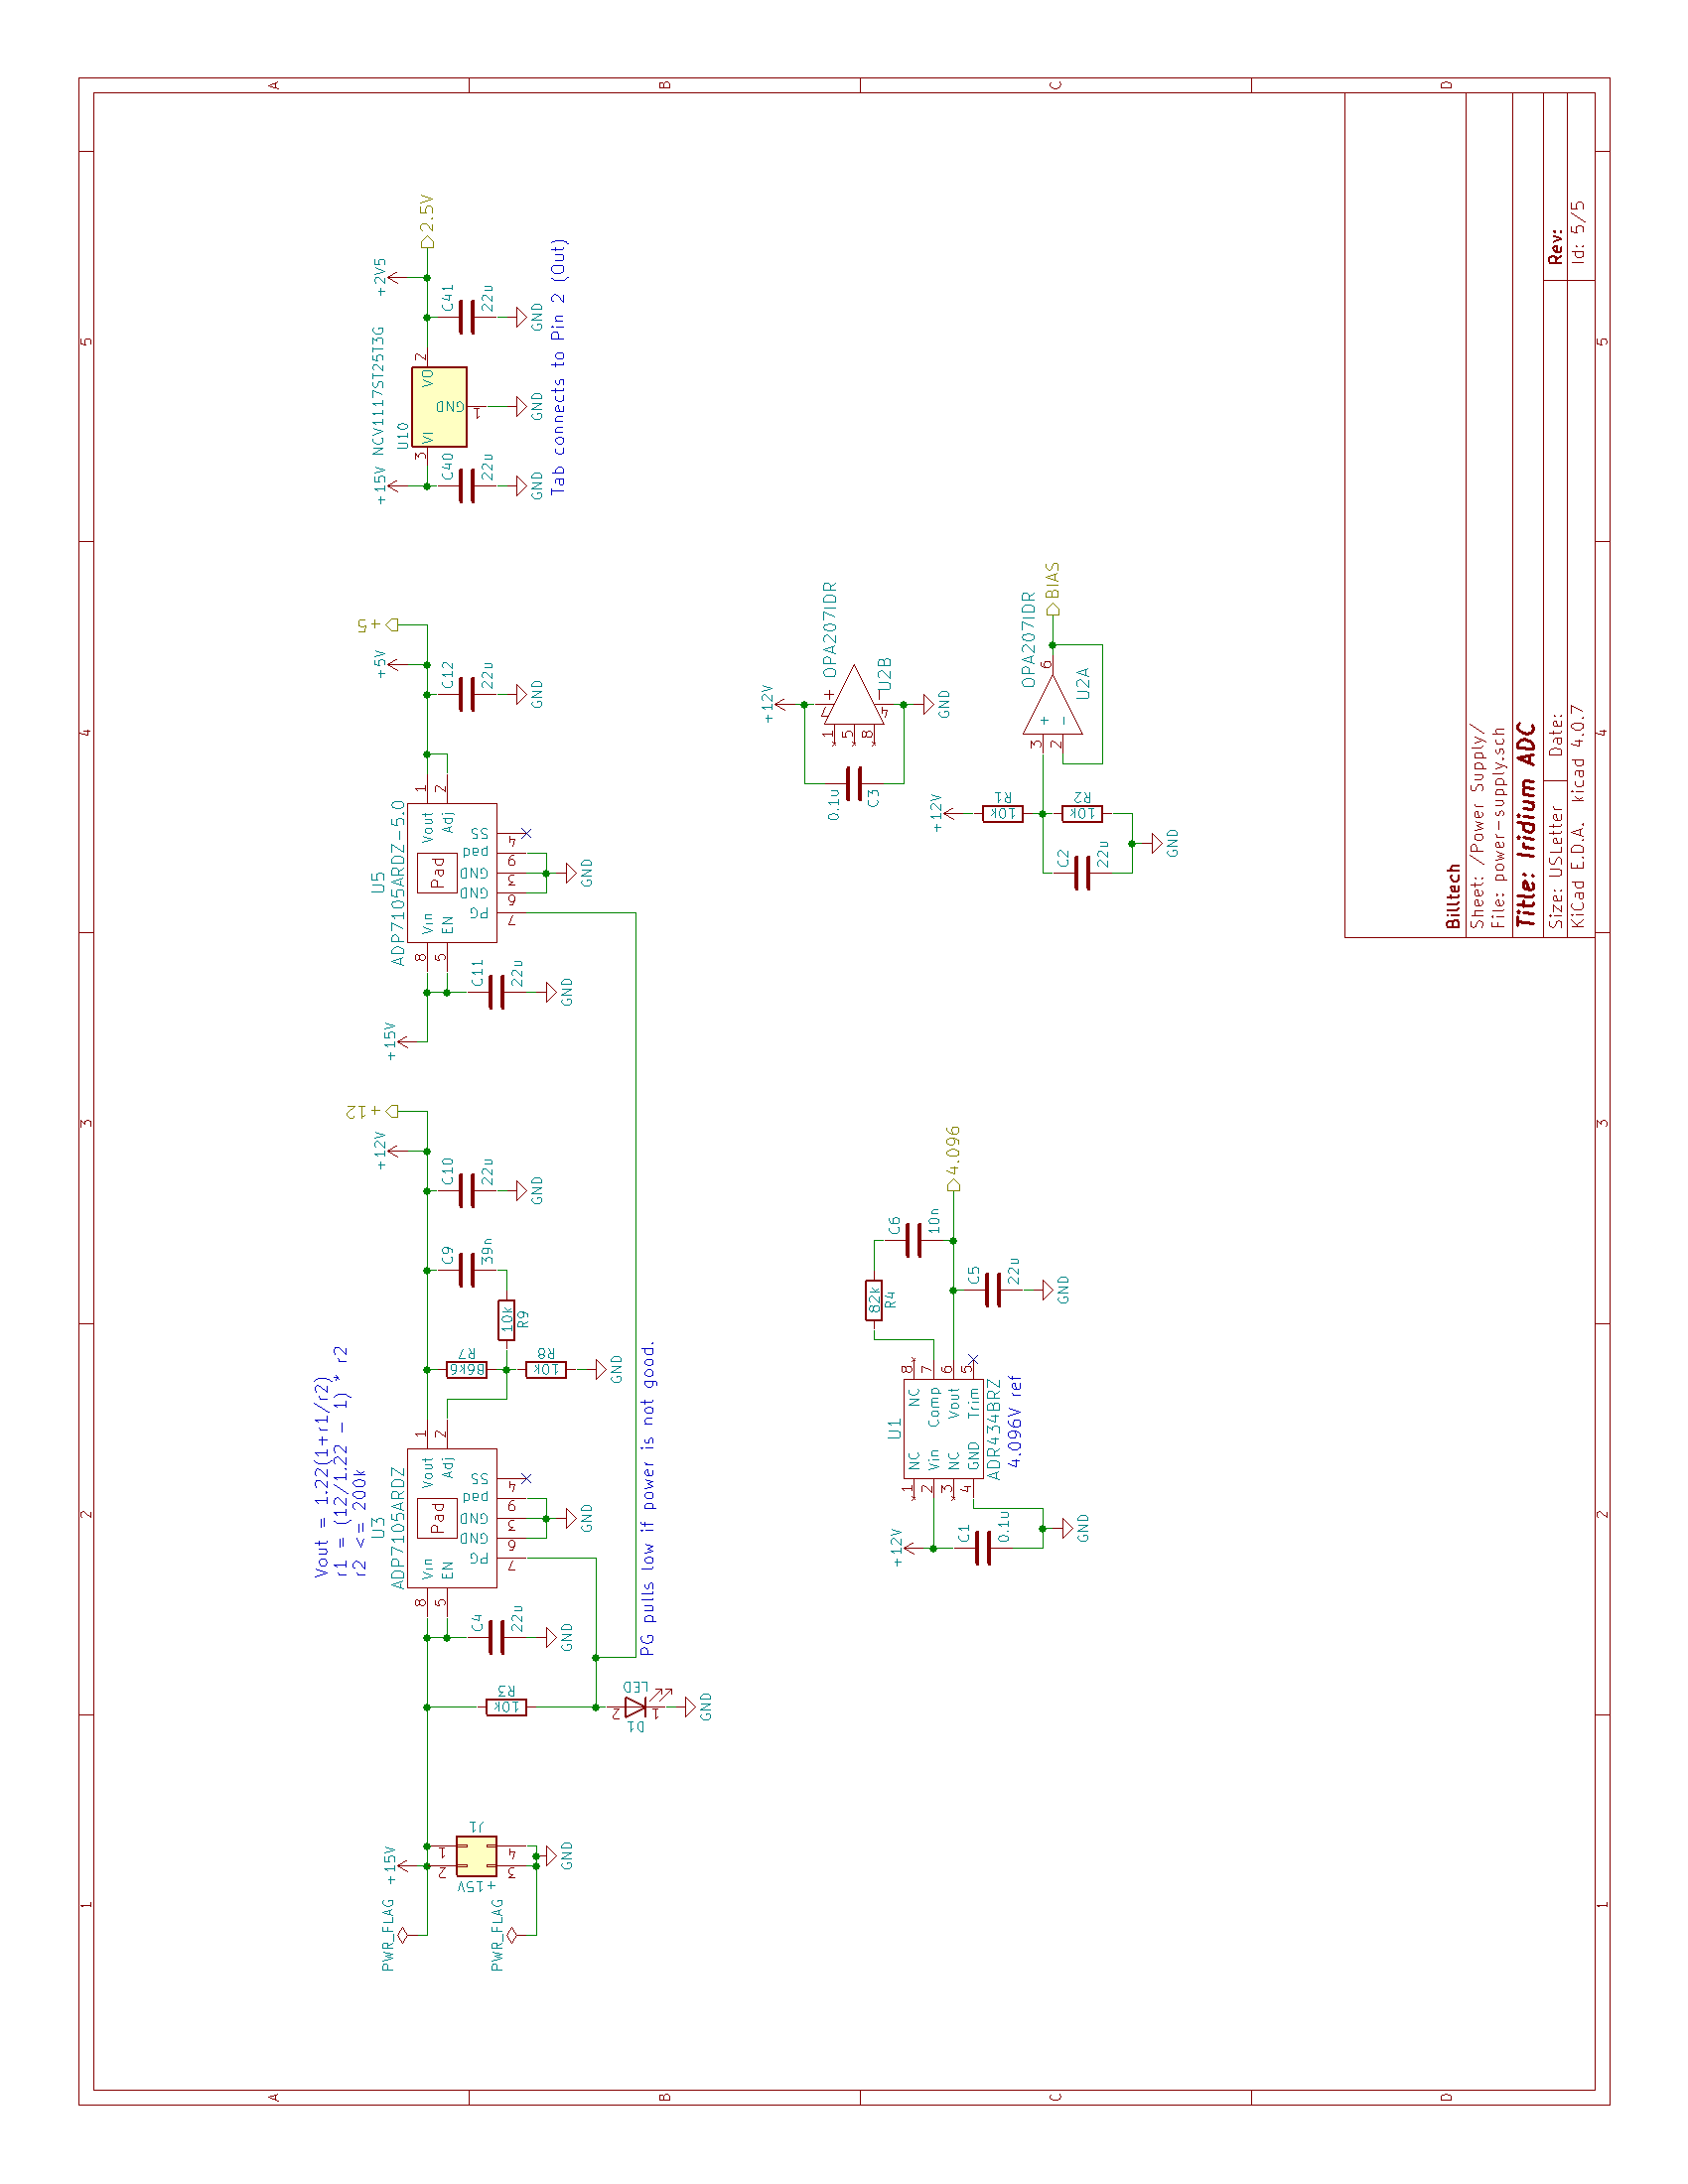 Vout = 1.22(1+r1/r2)
r1 = (12/1.22 - 1) * r2
r2 <= 200k
PWR_FLAG
PWR_FLAG
+15V
J1
+15V
1
2
3
4
GND
R3
10k
D1
LED
2
1
GND
PG pulls low if power is not good.
C4
22u
GND
U3
ADP7105ARDZ
Vin
EN
Vout
Adj
Pad
PG
GND
GND
pad
SS
8
5
7
6
3
9
4
1
2
GND
R7
86k6
R8
10k
GND
R9
10k
C9
39n
C10
22u
GND
+12V
+12
+15V
C11
22u
GND
U5
ADP7105ARDZ-5.0
Vin
EN
Vout
Adj
Pad
PG
GND
GND
pad
SS
8
5
7
6
3
9
4
1
2
GND
C12
22u
GND
+5V
+5
+15V
C40
22u
GND
U10
NCV1117ST25T3G
VI
VO
GND
3
2
1
GND
C41
22u
GND
+2V5
2.5V
Tab connects to Pin 2 (Out)
+12V
C1
0.1u
GND
U1
ADR434BRZ
4.096V ref
NC
Vin
NC
GND
NC
Comp
Vout
Trim
1
2
3
4
8
7
6
5
R4
82k
C6
10n
C5
22u
GND
4.096
+12V
0.1u
C3
OPA207IDR
U2B
+
-
7
4
1
5
8
GND
+12V
R1
10k
R2
10k
C2
22u
GND
OPA207IDR
U2A
+
-
3
2
6
BIAS
Billtech
Sheet: /Power Supply/
File: power-supply.sch
Title: Iridium ADC
Size: USLetter
Date:
Rev:
KiCad E.D.A. kicad 4.0.7
Id: 5/5
1
2
3
4
5
1
2
3
4
5
A
B
C
D
A
B
C
D